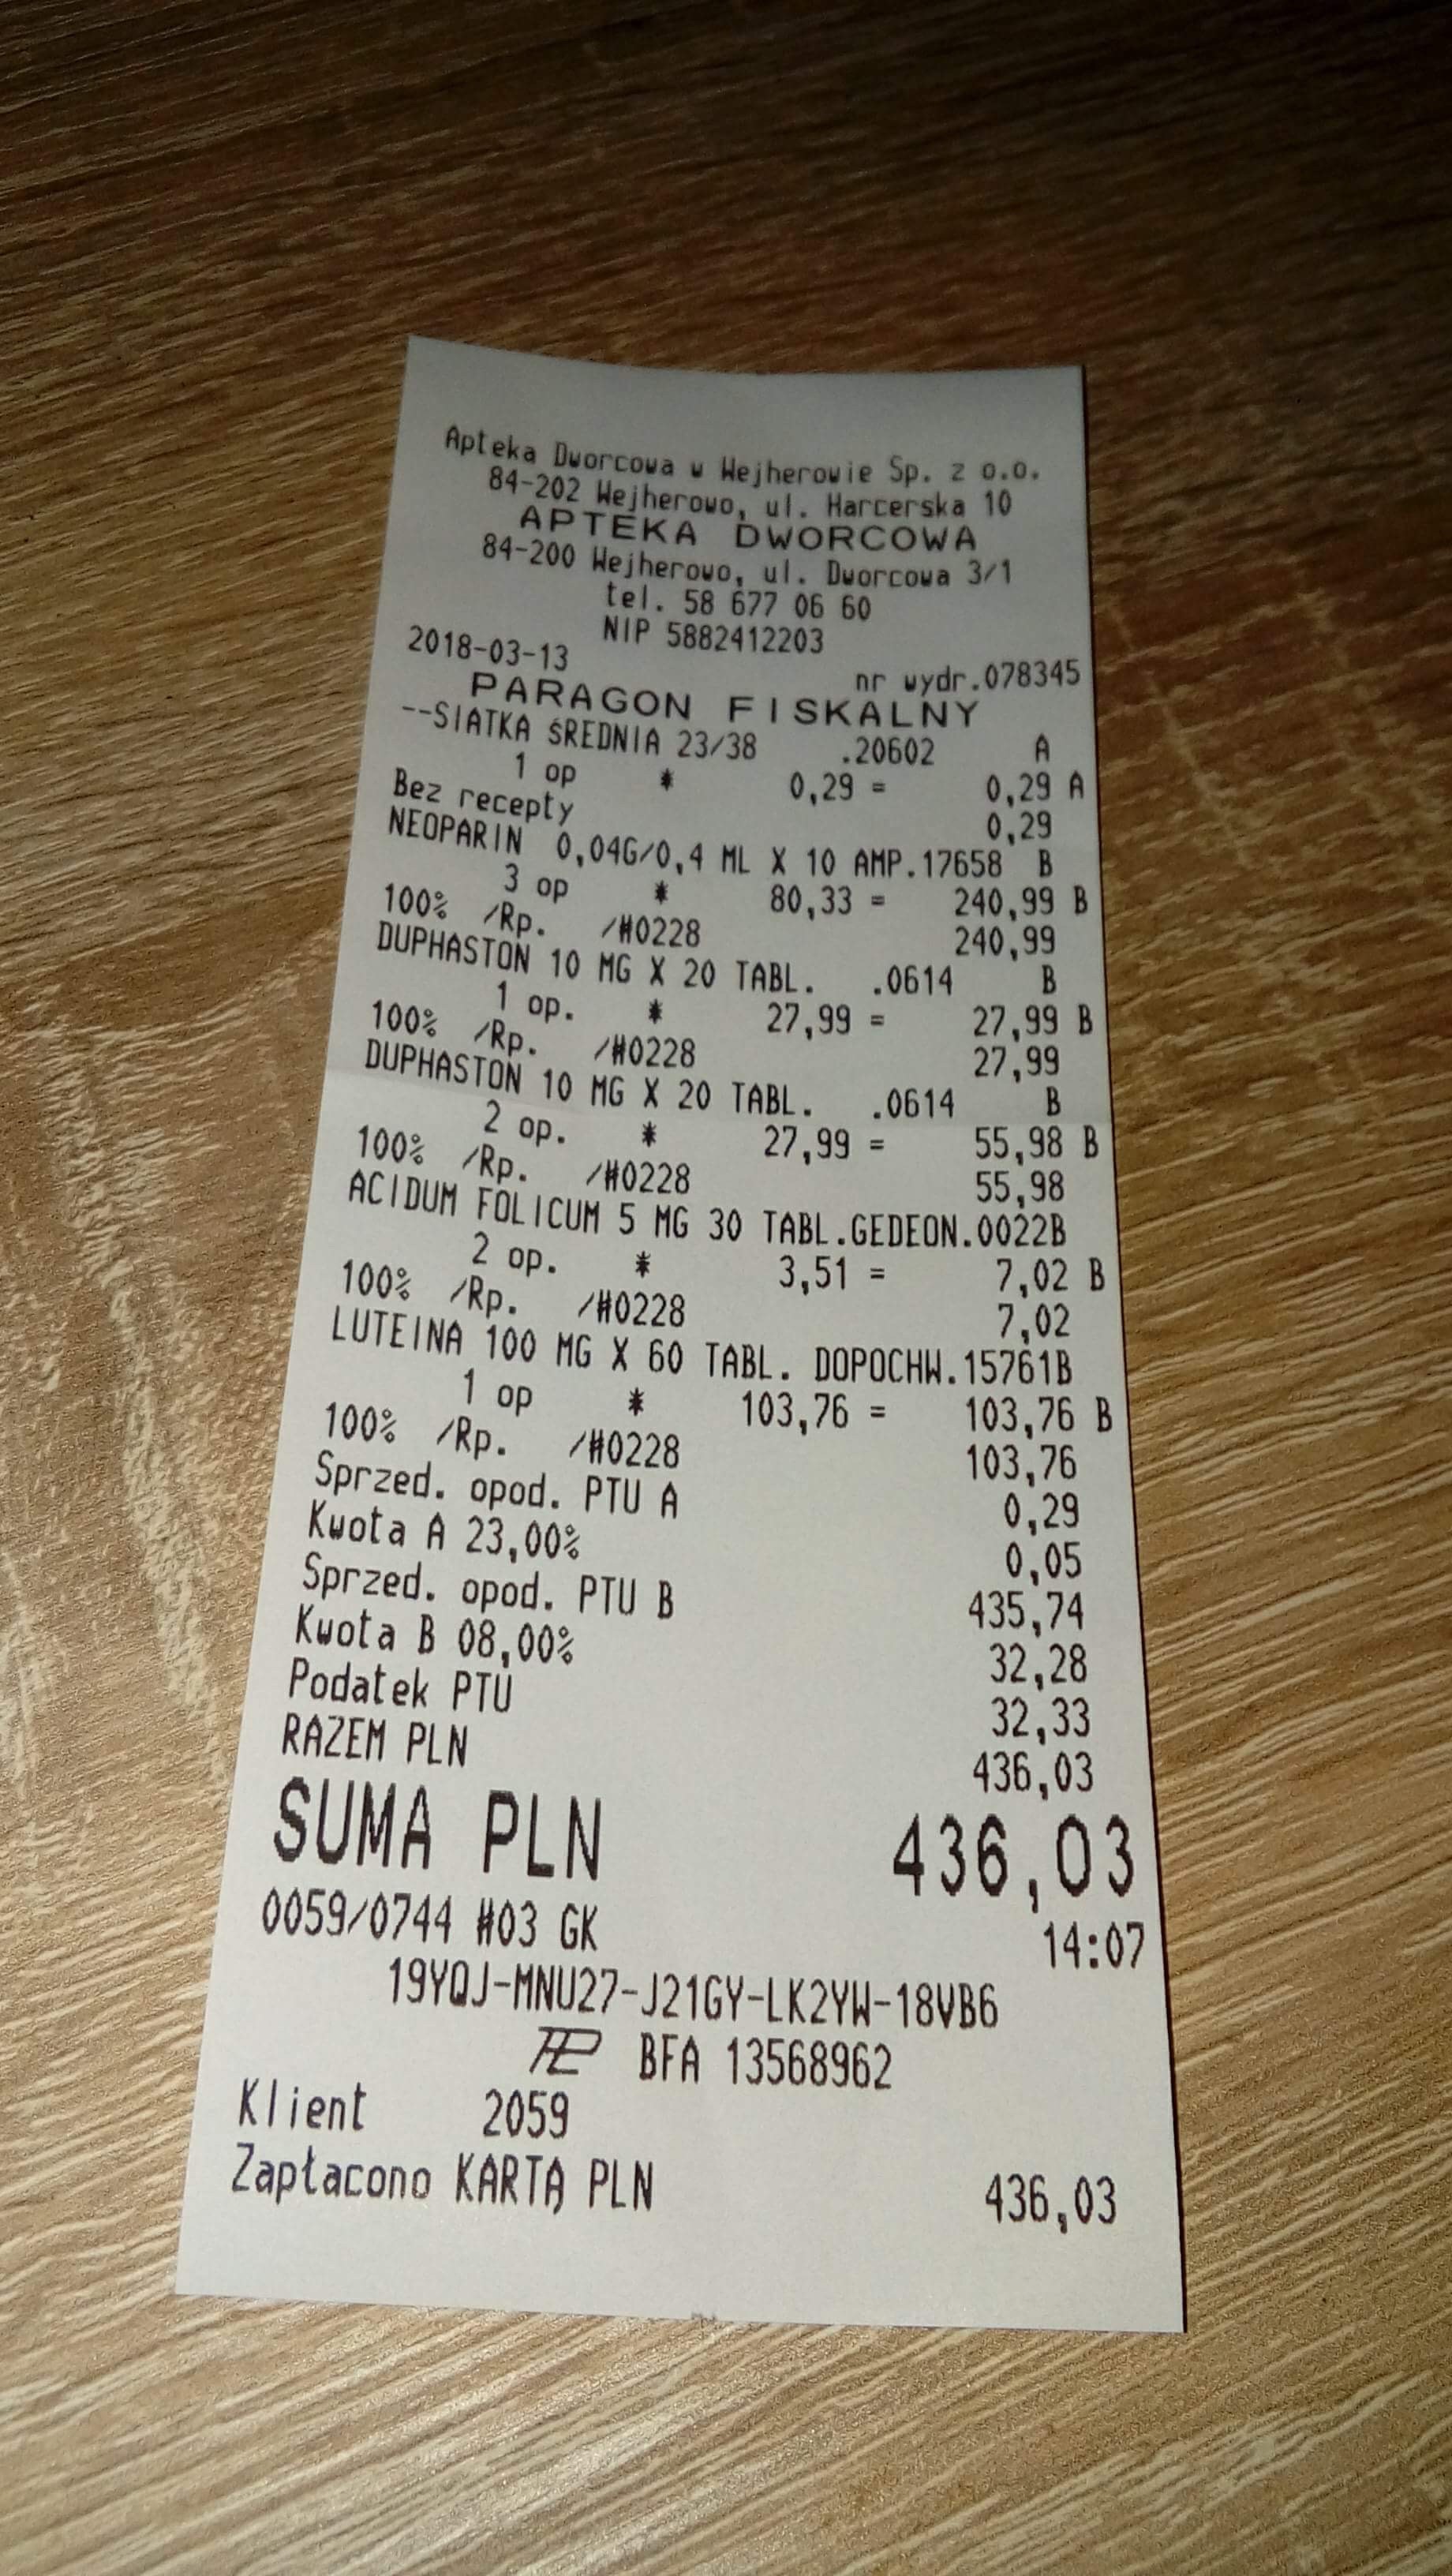 Apteka Dworcowa w Wejherowie Sp. z o.o.
84-202 Wejherowo, ul. Harcerska 10
APTEKA DWORCOWA
84-200 Wejherowo, ul. Dworcowa 3/1
tel. 58 677 06 60
NIP 5882412203
2018-03-13 nr wydr.078345
PARAGON FISKALNY
--SIATKA ŚREDNIA 23/38 .20602 A
1 op * 0,29 = 0,29 A
Bez recepty 0,29
NEOPARIN 0,04G/0,4 ML X 10 AMP.17658 B
3 op * 80,33 = 240,99 B
100% /Rp. /#0228 240,99
DUPHASTON 10 MG X 20 TABL. .0614 B
1 op. * 27,99 = 27,99 B
100% /Rp. /#0228 27,99
DUPHASTON 10 MG X 20 TABL. .0614 B
2 op. * 27,99 = 55,98 B
100% /Rp. /#0228 55,98
ACIDUM FOLICUM 5 MG 30 TABL.GEDEON.0022B
2 op. * 3,51 = 7,02 B
100% /Rp. /#0228 7,02
LUTEINA 100 MG X 60 TABL. DOPOCHW.15761B
1 op * 103,76 = 103,76 B
100% /Rp. /#0228 103,76
Sprzed. opod. PTU A 0,29
Kwota A 23,00% 0,05
Sprzed. opod. PTU B 435,74
Kwota B 08,00% 32,28
Podatek PTU 32,33
RAZEM PLN 436,03
SUMA PLN 436,03
0059/0744 #03 GK 14:07
19YQJ-MNU27-J21GY-LK2YW-18VB6
BFA 13568962
Klient 2059
Zapłacono KARTĄ PLN 436,03